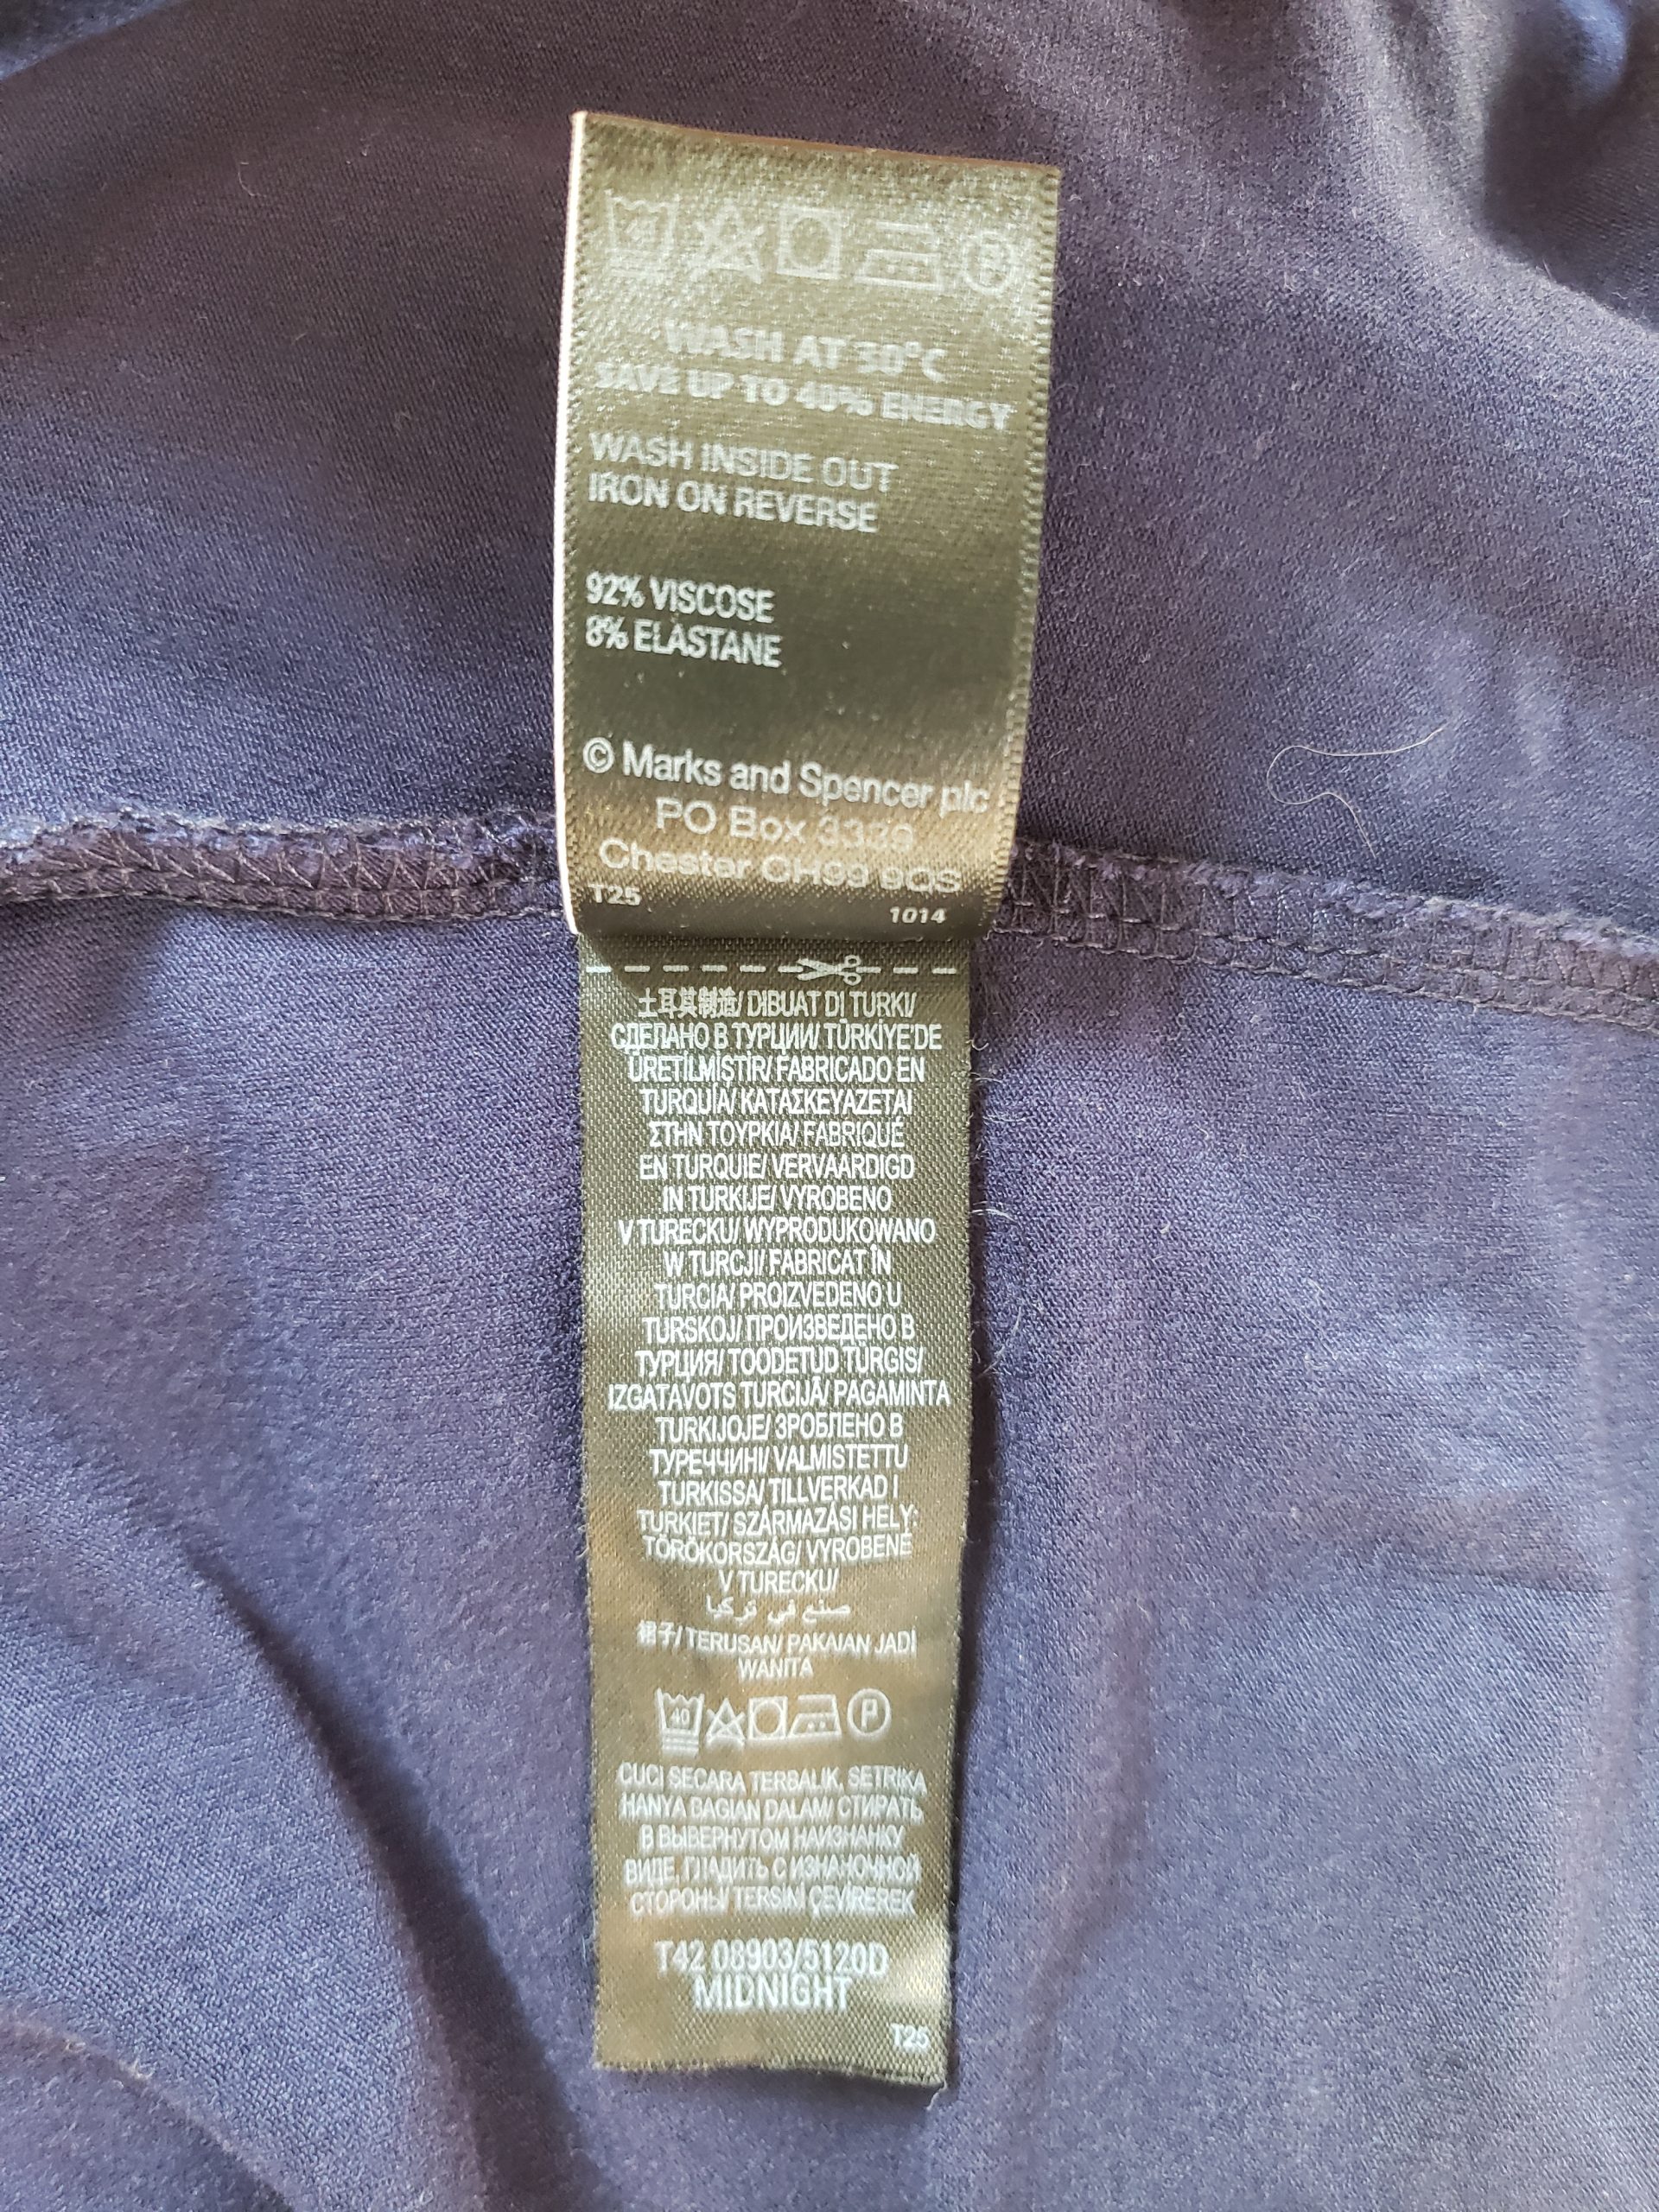 40 P
WASH AT 30°C
SAVE UP TO 40% ENERGY
WASH INSIDE OUT
IRON ON REVERSE
92% VISCOSE
8% ELASTANE
© Marks and Spencer plc
PO Box 3339
Chester CH99 9QS
T25 1014
土耳其制造/ DIBUAT DI TURKI/
СДЕЛАНО В ТУРЦИИ/ TÜRKİYE'DE
ÜRETİLMİŞTİR/ FABRICADO EN
TURQUÍA/ ΚΑΤΑΣΚΕΥΑΖΕΤΑΙ
ΣΤΗΝ ΤΟΥΡΚΙΑ/ FABRIQUÉ
EN TURQUIE/ VERVAARDIGD
IN TURKIJE/ VYROBENO
V TURECKU/ WYPRODUKOWANO
W TURCJI/ FABRICAT ÎN
TURCIA/ PROIZVEDENO U
TURSKOJ/ ПРОИЗВЕДЕНО В
ТУРЦИЯ/ TOODETUD TÜRGIS/
IZGATAVOTS TURCIJĀ/ PAGAMINTA
TURKIJOJE/ ЗРОБЛЕНО В
ТУРЕЧЧИНІ/ VALMISTETTU
TURKISSA/ TILLVERKAD I
TURKIET/ SZÁRMAZÁSI HELY:
TÖRÖKORSZÁG/ VYROBENÉ
V TURECKU/
صنع في تركيا
裙子/ TERUSAN/ PAKAIAN JADI
WANITA
40 P
CUCI SECARA TERBALIK. SETRIKA
HANYA BAGIAN DALAM/ СТИРАТЬ
В ВЫВЕРНУТОМ НАИЗНАНКУ
ВИДЕ. ГЛАДИТЬ С ИЗНАНОЧНОЙ
СТОРОНЫ/ TERSİNİ ÇEVİREREK
T42 08903/5120D
MIDNIGHT
T25